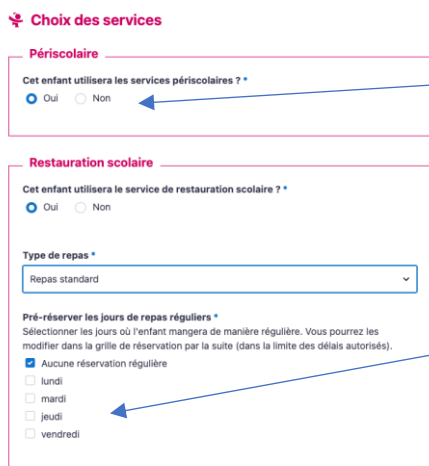 Choix des services
Périscolaire
Cet enfant utilisera les services périscolaires ? *
Oui Non
Restauration scolaire
Cet enfant utilisera le service de restauration scolaire ? *
Oui Non
Type de repas *
Repas standard
Pré-réserver les jours de repas réguliers *
Sélectionner les jours où l'enfant mangera de manière régulière. Vous pourrez les
modifier dans la grille de réservation par la suite (dans la limite des délais autorisés).
Aucune réservation régulière
lundi
mardi
jeudi
vendredi